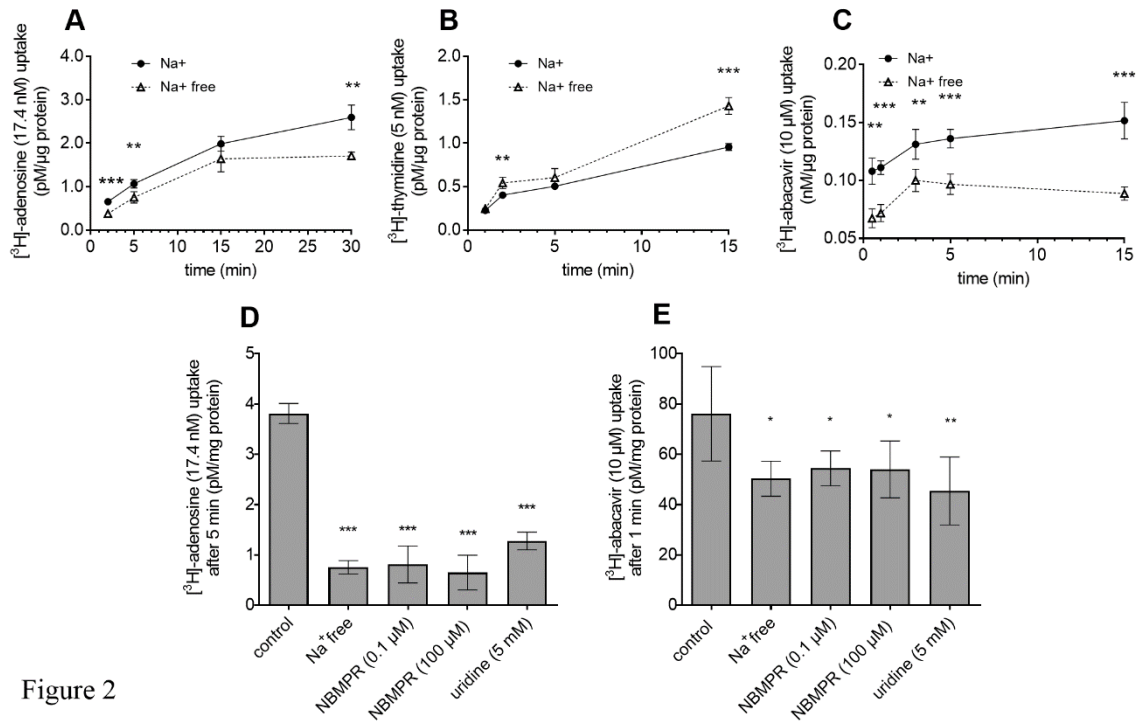 A
[³H]-adenosine (17.4 nM) uptake
(pM/µg protein)
4.0
3.0
2.0
1.0
0.0
Na+
Na+ free
***
**
**
0 5 10 15 20 25 30
time (min)
B
[³H]-thymidine (5 nM) uptake
(pM/µg protein)
2.0
1.5
1.0
0.5
0.0
Na+
Na+ free
**
***
0 5 10 15
time (min)
C
[³H]-abacavir (10 µM) uptake
(nM/µg protein)
0.20
0.15
0.10
0.05
Na+
Na+ free
**
***
**
***
***
0 5 10 15
time (min)
D
[³H]-adenosine (17.4 nM) uptake
after 5 min (pM/mg protein)
5
4
3
2
1
0
*** *** *** ***
control
Na⁺ free
NBMPR (0.1 µM)
NBMPR (100 µM)
uridine (5 mM)
E
[³H]-abacavir (10 µM) uptake
after 1 min (pM/mg protein)
100
80
60
40
20
0
* * * **
control
Na⁺ free
NBMPR (0.1 µM)
NBMPR (100 µM)
uridine (5 mM)
Figure 2